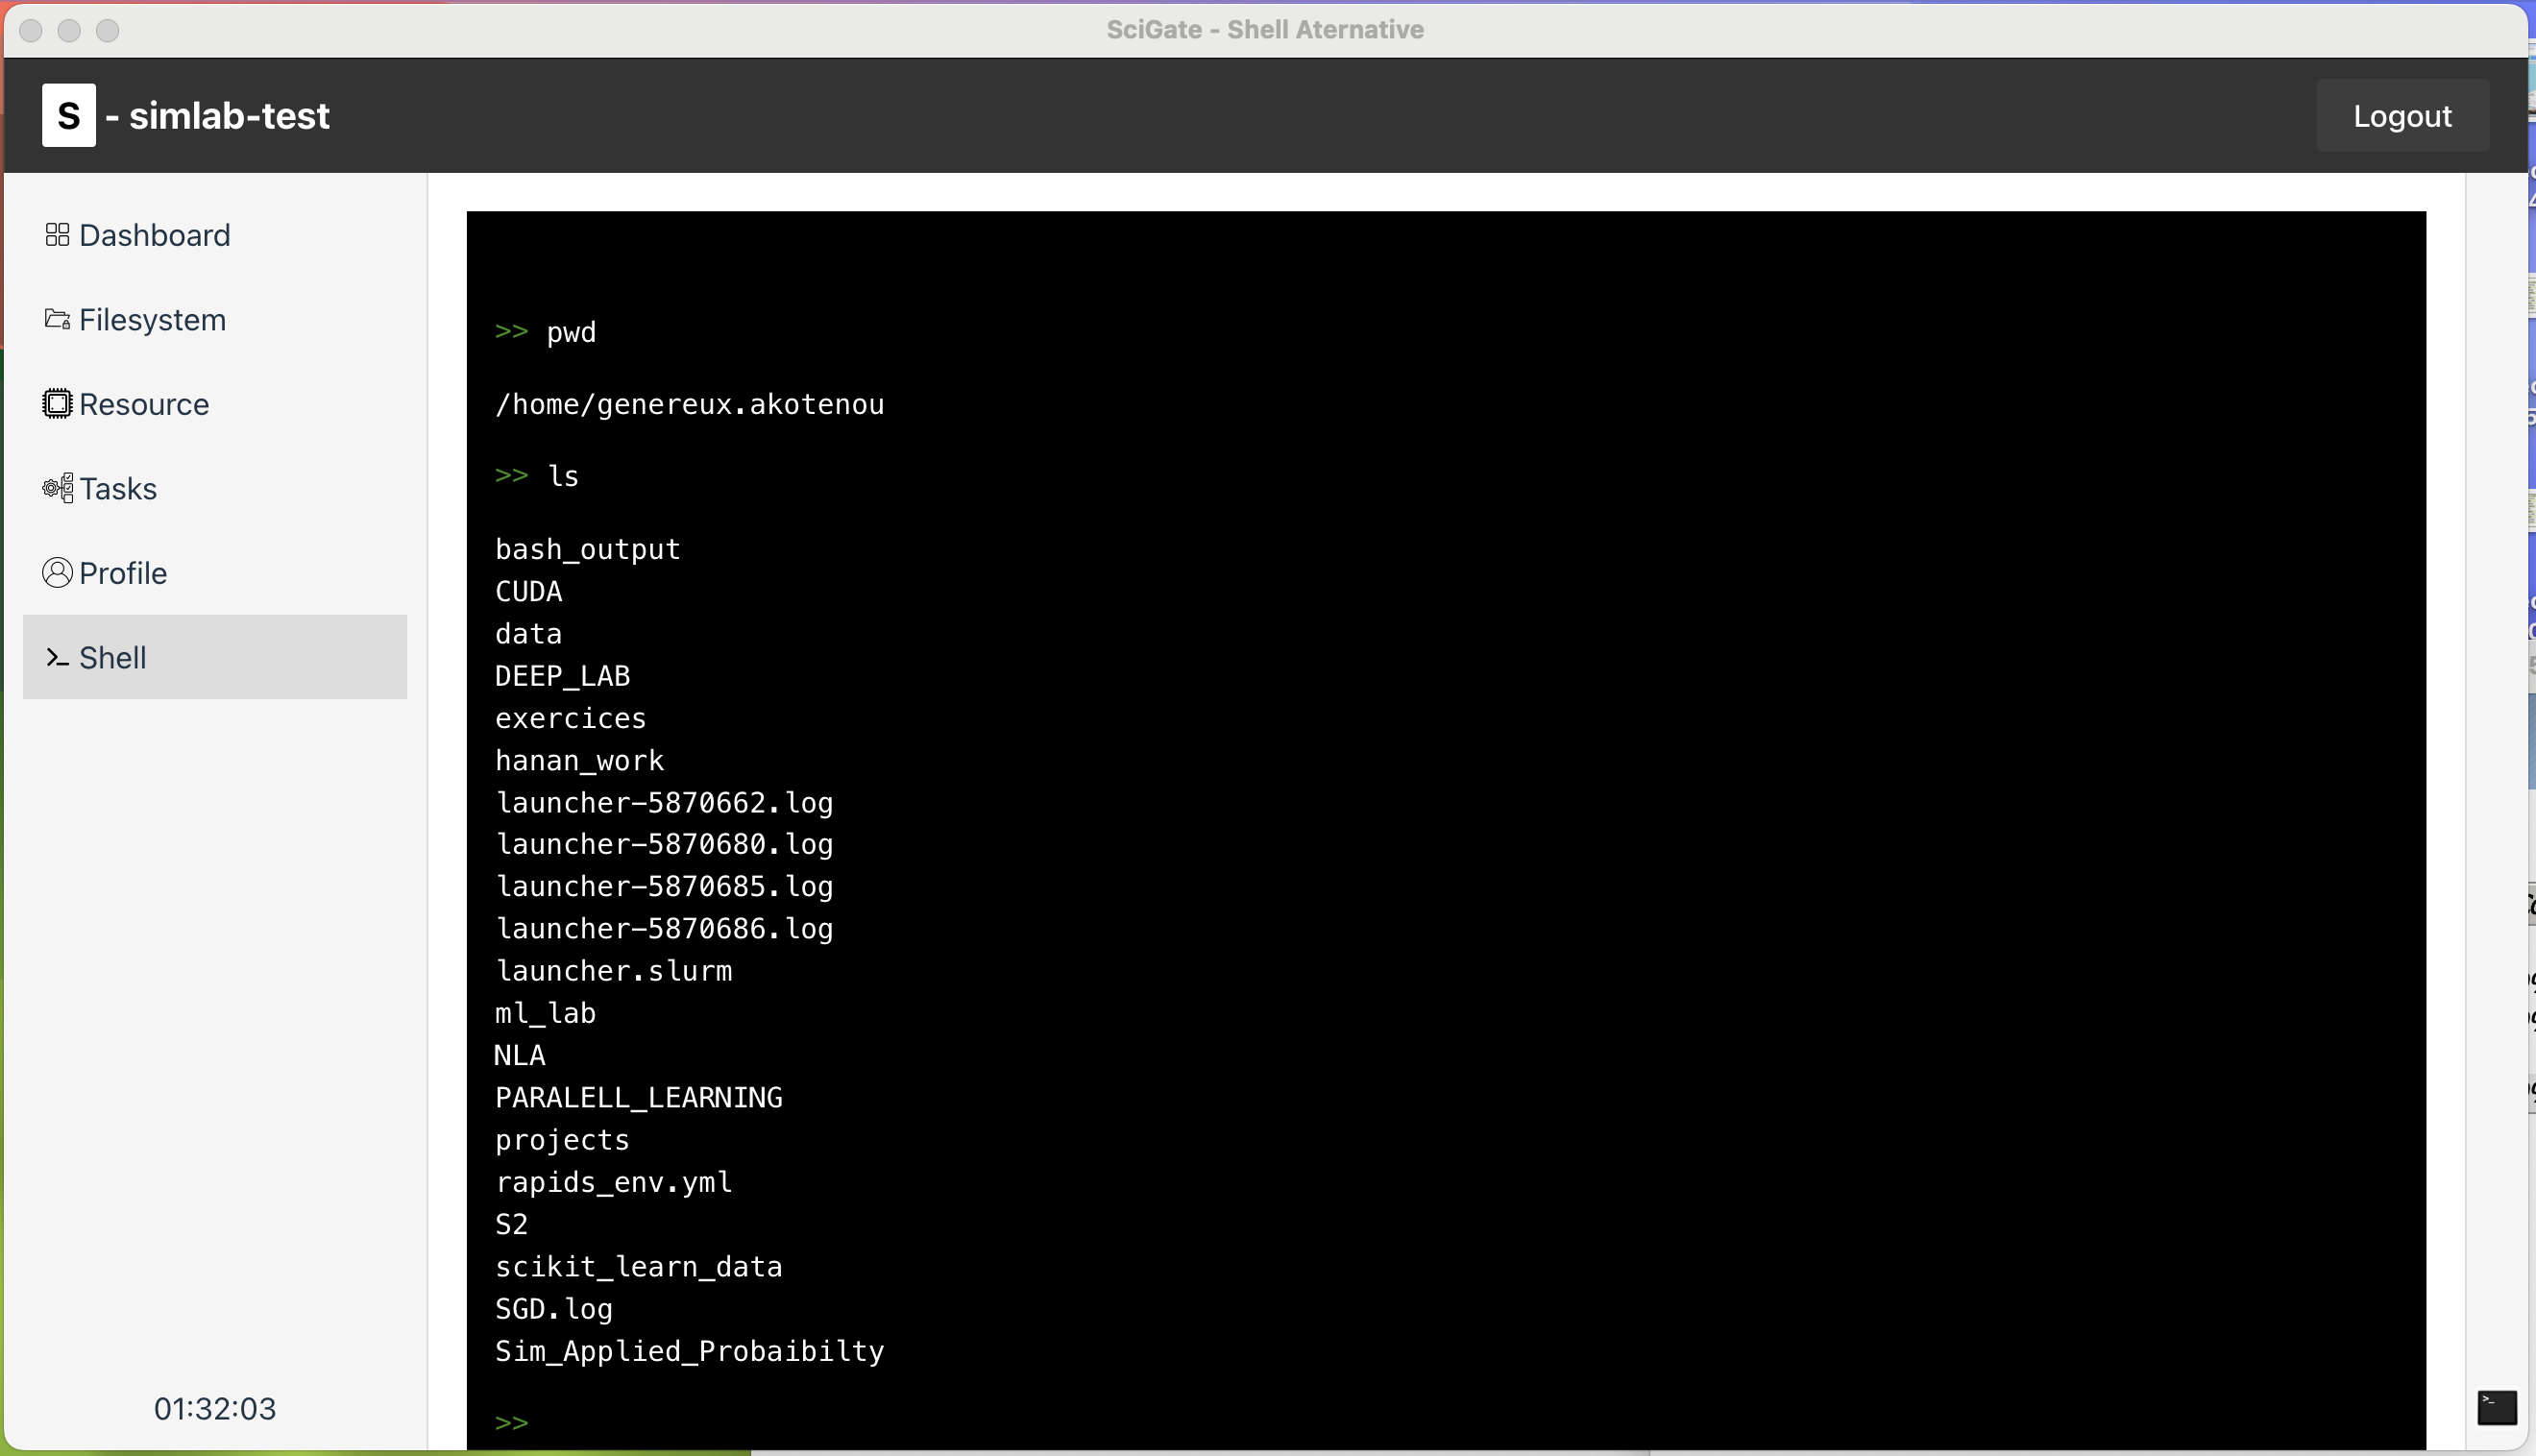 SciGate - Shell Aternative
S - simlab-test
Logout
Dashboard
Filesystem
Resource
Tasks
Profile
Shell
01:32:03
>> pwd
/home/genereux.akotenou
>> ls
bash_output
CUDA
data
DEEP_LAB
exercices
hanan_work
launcher-5870662.log
launcher-5870680.log
launcher-5870685.log
launcher-5870686.log
launcher.slurm
ml_lab
NLA
PARALELL_LEARNING
projects
rapids_env.yml
S2
scikit_learn_data
SGD.log
Sim_Applied_Probaibilty
>>